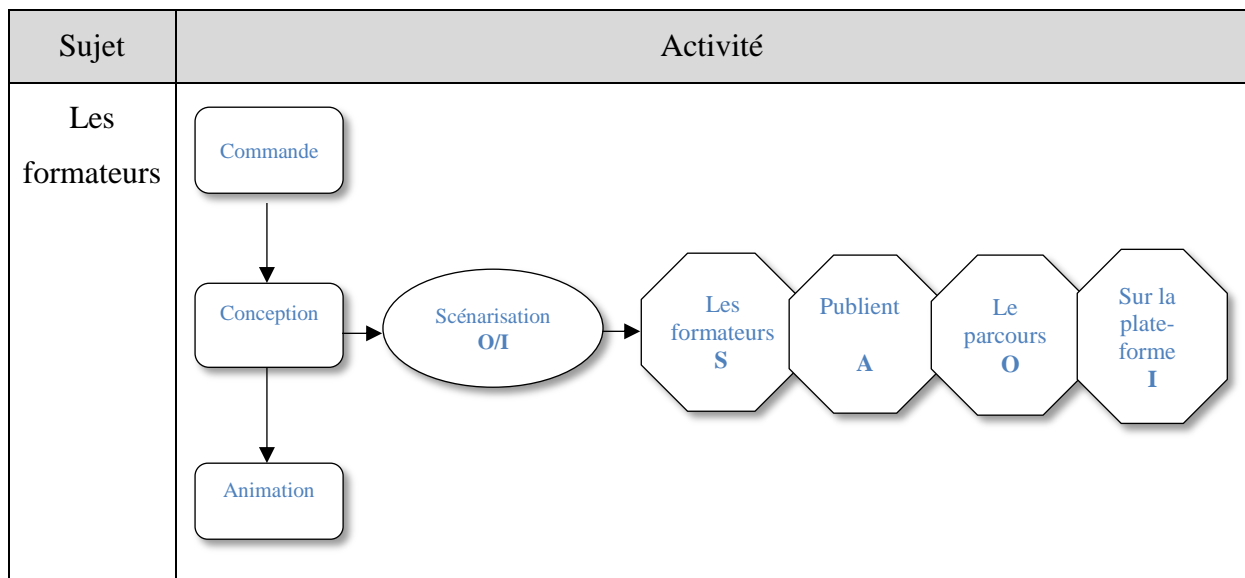 Sujet
Activité
Les
formateurs
Commande
Conception
Scénarisation
O/I
Les
formateurs
S
Publient
A
Le
parcours
O
Sur la
plate-
forme
I
Animation